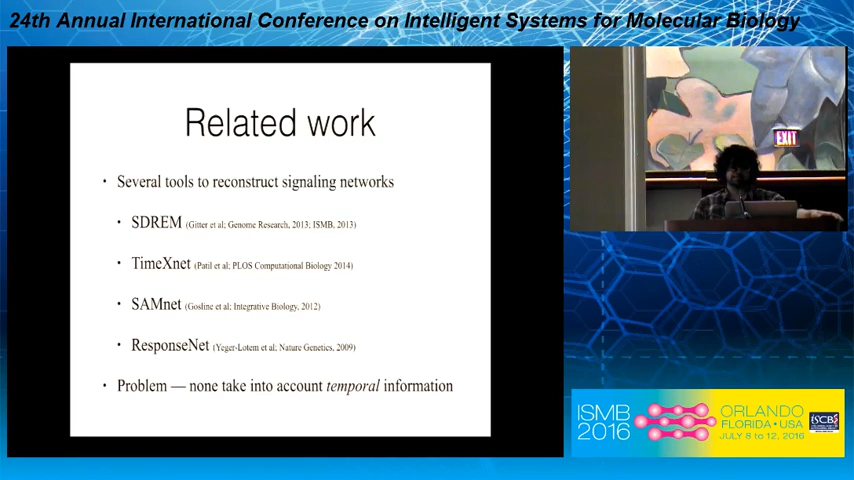 24th Annual International Conference on Intelligent Systems for Molecular Biology
Related work
• Several tools to reconstruct signaling networks
• SDREM (Gitter et al; Genome Research, 2013; ISMB, 2013)
• TimeXnet (Patil et al; PLOS Computational Biology 2014)
• SAMnet (Gosline et al; Integrative Biology, 2012)
• ResponseNet (Yeger-Lotem et al; Nature Genetics, 2009)
• Problem — none take into account temporal information
EXIT
ISMB
2016
ORLANDO
FLORIDA • USA
JULY 8 to 12, 2016
ISCB